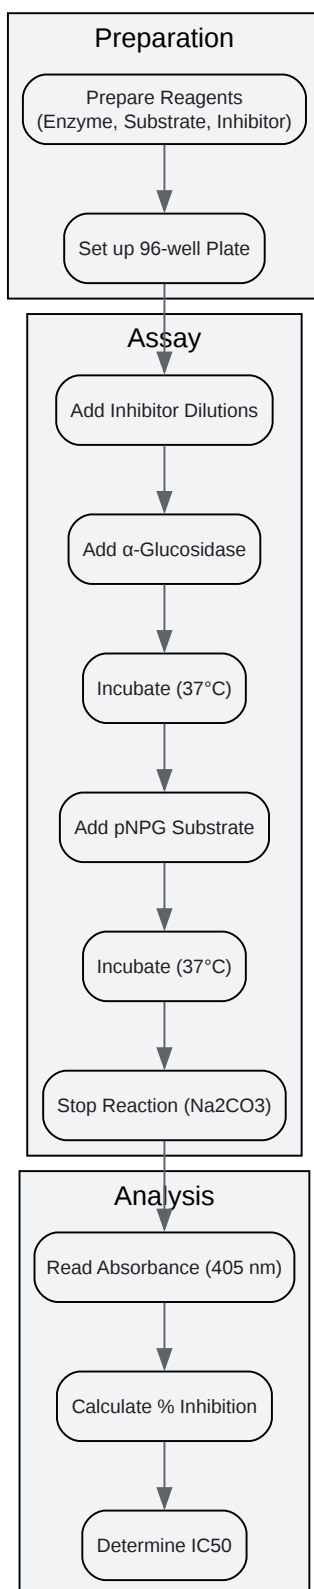 Preparation
Prepare Reagents
(Enzyme, Substrate, Inhibitor)
Set up 96-well Plate
Assay
Add Inhibitor Dilutions
Add α-Glucosidase
Incubate (37°C)
Add pNPG Substrate
Incubate (37°C)
Stop Reaction (Na2CO3)
Analysis
Read Absorbance (405 nm)
Calculate % Inhibition
Determine IC50